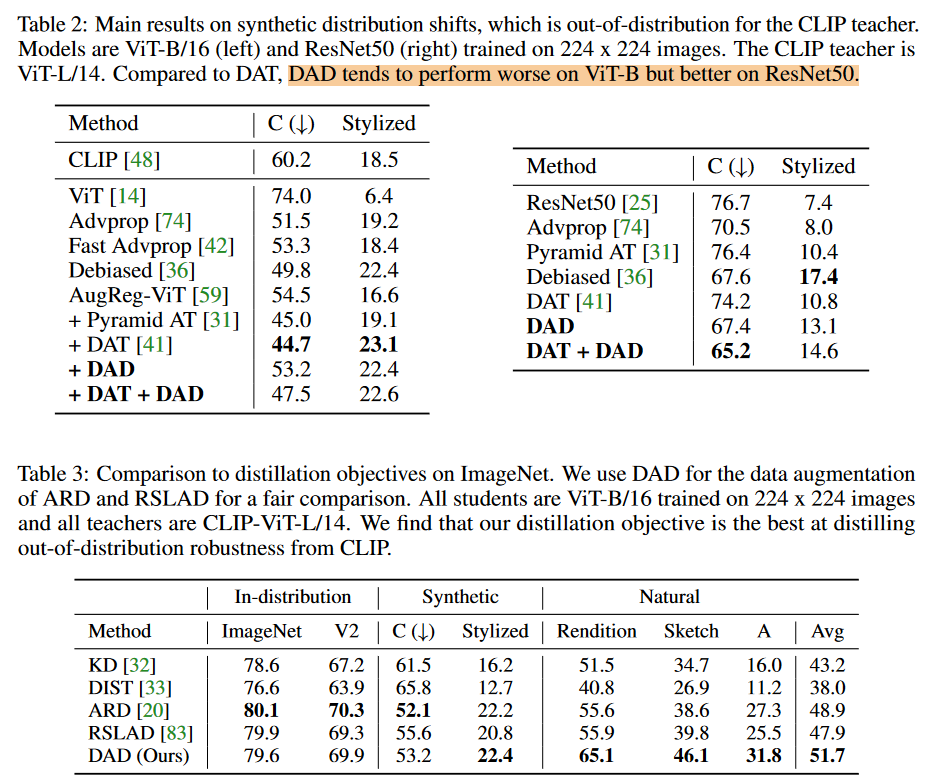 Table 2: Main results on synthetic distribution shifts, which is out-of-distribution for the CLIP teacher.
Models are ViT-B/16 (left) and ResNet50 (right) trained on 224 x 224 images. The CLIP teacher is
ViT-L/14. Compared to DAT, DAD tends to perform worse on ViT-B but better on ResNet50.
Method C (↓) Stylized
CLIP [48] 60.2 18.5
ViT [14] 74.0 6.4
Advprop [74] 51.5 19.2
Fast Advprop [42] 53.3 18.4
Debiased [36] 49.8 22.4
AugReg-ViT [59] 54.5 16.6
+ Pyramid AT [31] 45.0 19.1
+ DAT [41] 44.7 23.1
+ DAD 53.2 22.4
+ DAT + DAD 47.5 22.6
Method C (↓) Stylized
ResNet50 [25] 76.7 7.4
Advprop [74] 70.5 8.0
Pyramid AT [31] 76.4 10.4
Debiased [36] 67.6 17.4
DAT [41] 74.2 10.8
DAD 67.4 13.1
DAT + DAD 65.2 14.6
Table 3: Comparison to distillation objectives on ImageNet. We use DAD for the data augmentation
of ARD and RSLAD for a fair comparison. All students are ViT-B/16 trained on 224 x 224 images
and all teachers are CLIP-ViT-L/14. We find that our distillation objective is the best at distilling
out-of-distribution robustness from CLIP.
In-distribution Synthetic Natural
Method ImageNet V2 C (↓) Stylized Rendition Sketch A Avg
KD [32] 78.6 67.2 61.5 16.2 51.5 34.7 16.0 43.2
DIST [33] 76.6 63.9 65.8 12.7 40.8 26.9 11.2 38.0
ARD [20] 80.1 70.3 52.1 22.2 55.6 38.6 27.3 48.9
RSLAD [83] 79.9 69.3 55.6 20.8 55.9 39.8 25.5 47.9
DAD (Ours) 79.6 69.9 53.2 22.4 65.1 46.1 31.8 51.7